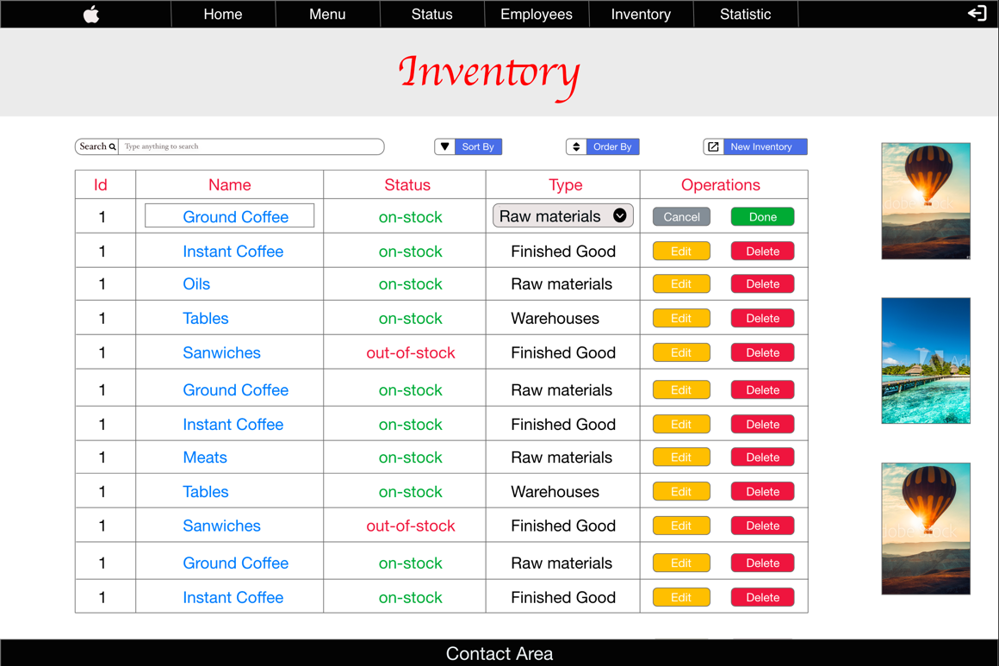 Home Menu Status Employees Inventory Statistic
Inventory
Search Type anything to search Sort By Order By New Inventory
Id Name Status Type Operations
1 Ground Coffee on-stock Raw materials Cancel Done
1 Instant Coffee on-stock Finished Good Edit Delete
1 Oils on-stock Raw materials Edit Delete
1 Tables on-stock Warehouses Edit Delete
1 Sanwiches out-of-stock Finished Good Edit Delete
1 Ground Coffee on-stock Raw materials Edit Delete
1 Instant Coffee on-stock Finished Good Edit Delete
1 Meats on-stock Raw materials Edit Delete
1 Tables on-stock Warehouses Edit Delete
1 Sanwiches out-of-stock Finished Good Edit Delete
1 Ground Coffee on-stock Raw materials Edit Delete
1 Instant Coffee on-stock Finished Good Edit Delete
Contact Area